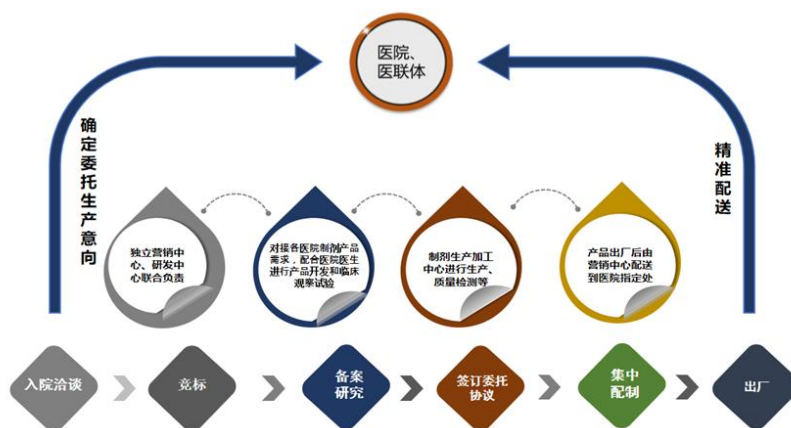 医院、
医联体
确定委托生产意向
精准配送
独立营销中
心、研发中
心联合负责
对接各医院制剂产品
需求，配合医院医生
进行产品开发和临床
观察试验
制剂生产加工
中心进行生产、
质量检测等
产品出厂后由
营销中心配送
到医院指定处
入院洽谈
竞标
备案
研究
签订委托
协议
集中
配制
出厂